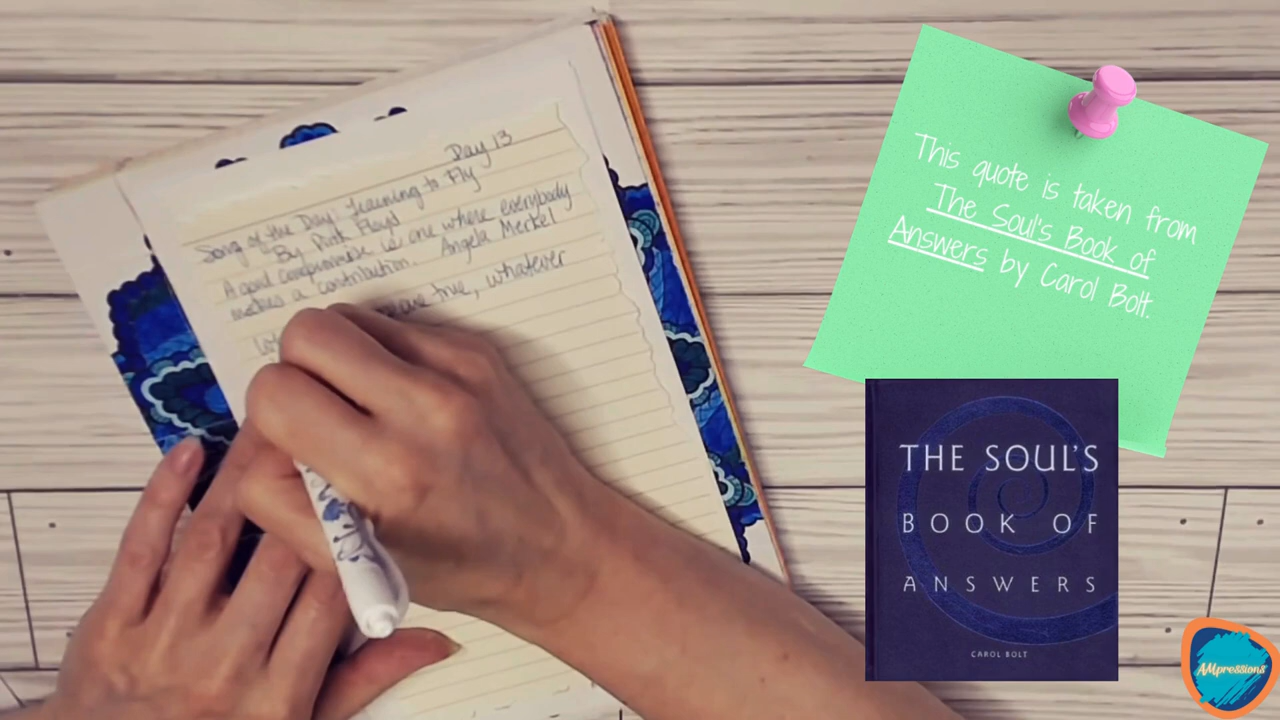 Day 13
Song of the Day: Learning to Fly
By Pink Floyd
A good compromise is one where everybody
makes a contribution. Angela Merkel
true, whatever
This quote is taken from
The Soul's Book of
Answers by Carol Bolt.
THE SOUL'S
BOOK OF
ANSWERS
CAROL BOLT
AMpressions